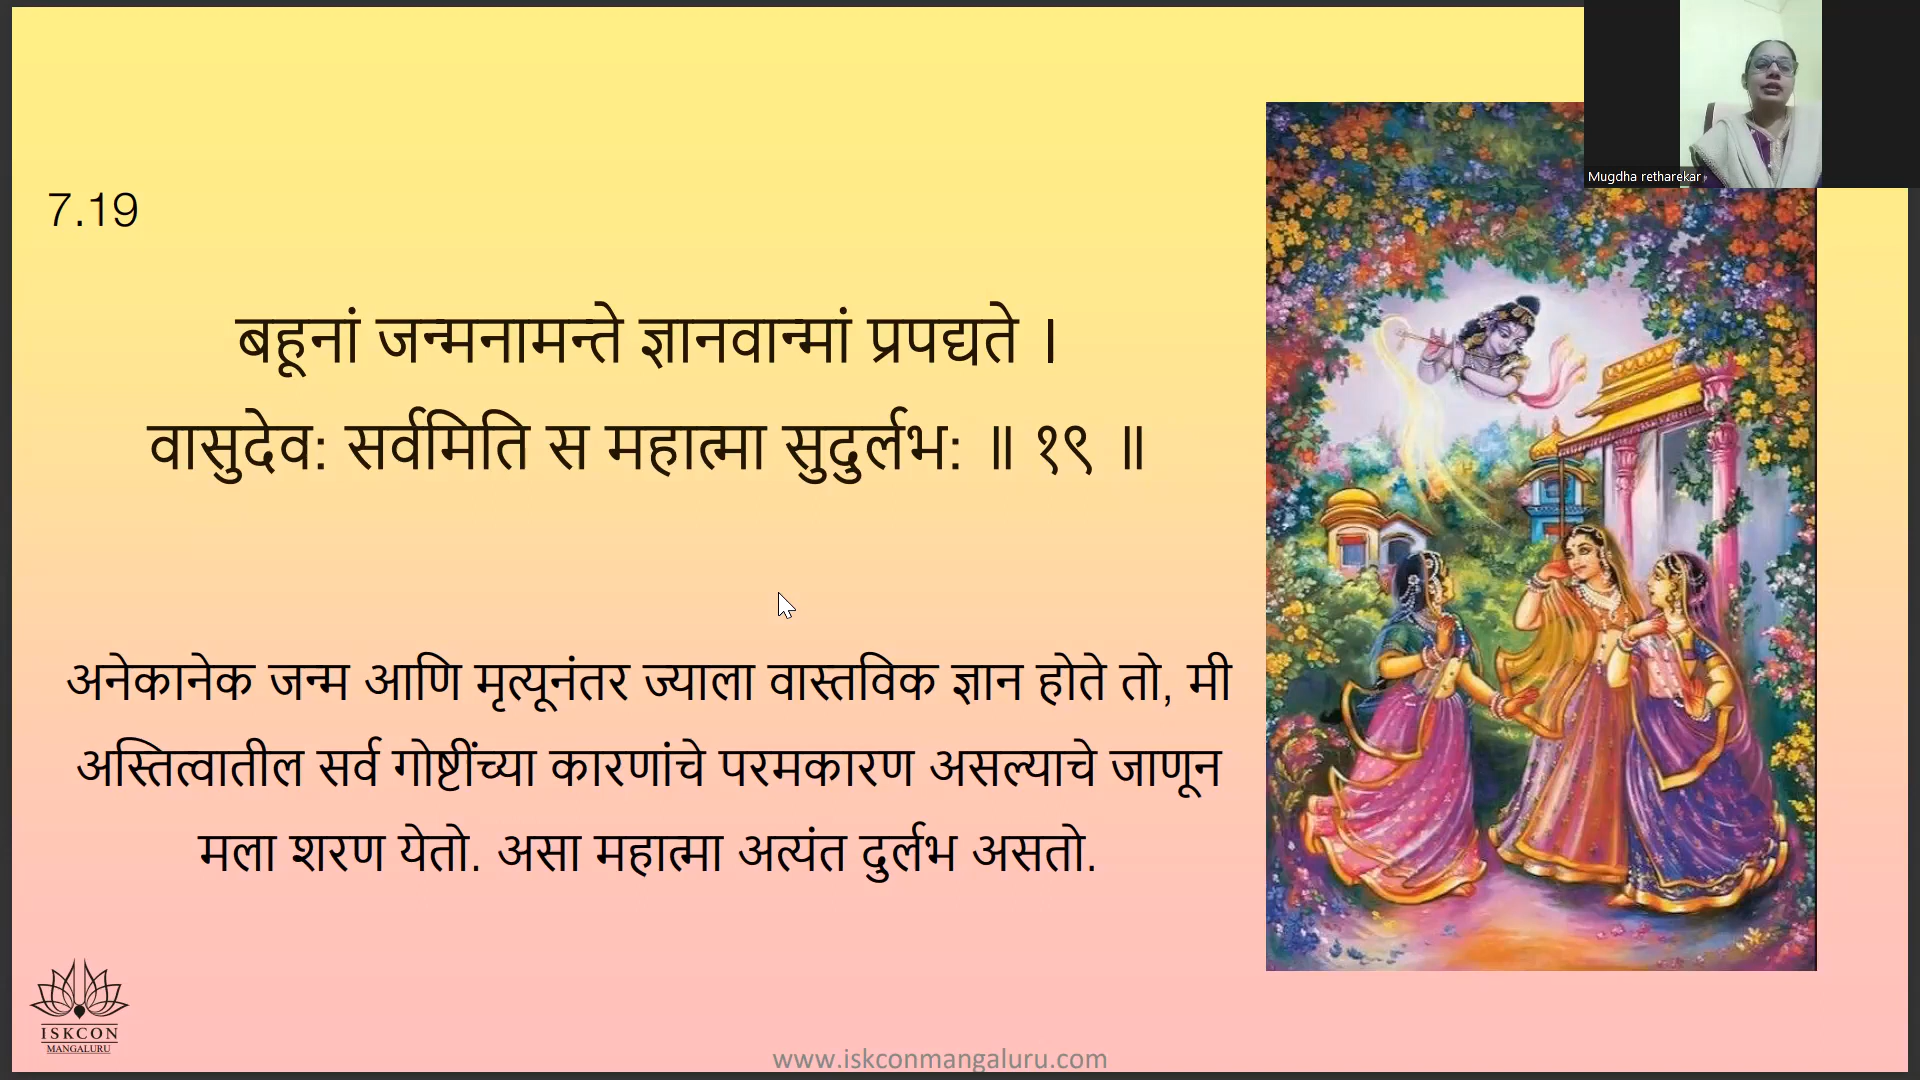 Mugdha retharekar
7.19
बहूनां जन्मनामन्ते ज्ञानवान्मां प्रपद्यते ।
वासुदेव: सर्वमिति स महात्मा सुदुर्लभ: ॥ १९ ॥
अनेकानेक जन्म आणि मृत्यूनंतर ज्याला वास्तविक ज्ञान होते तो, मी
अस्तित्वातील सर्व गोष्टींच्या कारणांचे परमकारण असल्याचे जाणून
मला शरण येतो. असा महात्मा अत्यंत दुर्लभ असतो.
ISKCON
MANGALURU
www.iskconmangaluru.com